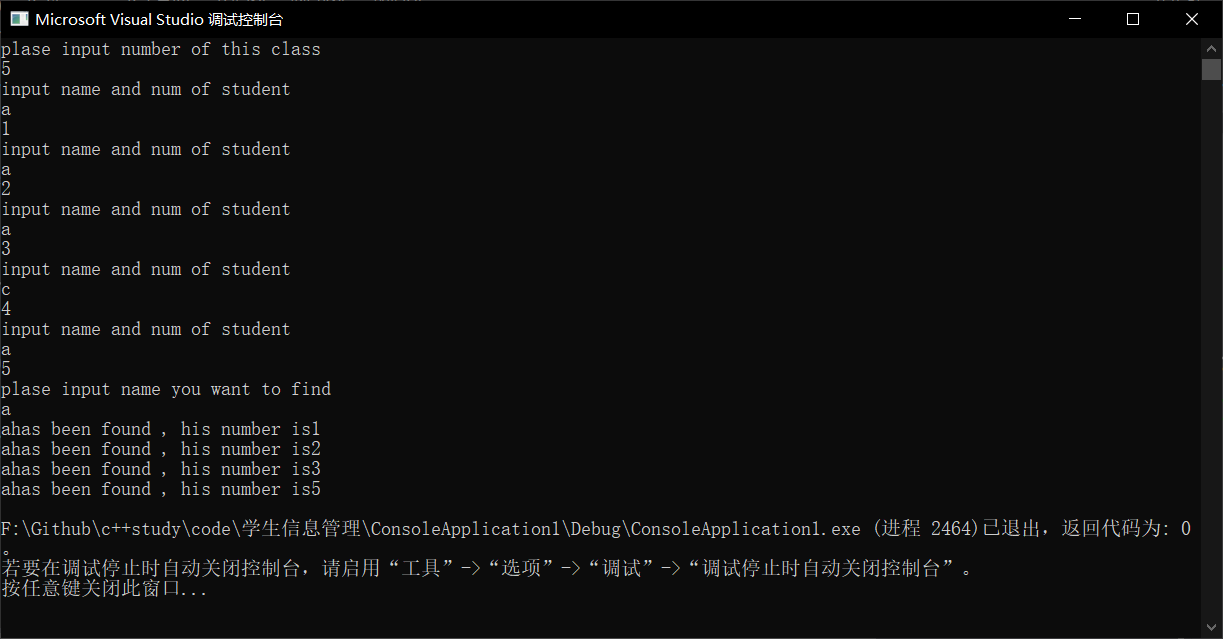 Microsoft Visual Studio 调试控制台
plase input number of this class
5
input name and num of student
a
1
input name and num of student
a
2
input name and num of student
a
3
input name and num of student
c
4
input name and num of student
a
5
plase input name you want to find
a
ahas been found , his number is1
ahas been found , his number is2
ahas been found , his number is3
ahas been found , his number is5
F:\Github\c++study\code\学生信息管理\ConsoleApplication1\Debug\ConsoleApplication1.exe (进程 2464)已退出，返回代码为: 0
。
若要在调试停止时自动关闭控制台，请启用“工具”->“选项”->“调试”->“调试停止时自动关闭控制台”。
按任意键关闭此窗口...